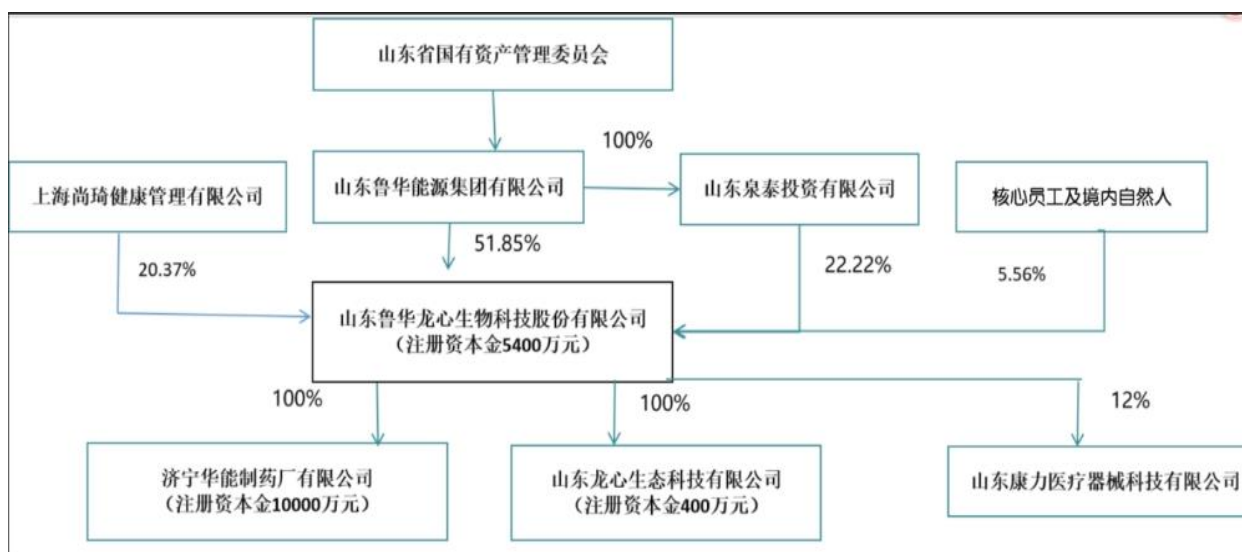 山东省国有资产管理委员会
100%
上海尚琦健康管理有限公司
山东鲁华能源集团有限公司
山东泉泰投资有限公司
核心员工及境内自然人
51.85%
20.37%
22.22%
5.56%
山东鲁华龙心生物科技股份有限公司
（注册资本金5400万元）
100%
100%
12%
济宁华能制药厂有限公司
（注册资本金10000万元）
山东龙心生态科技有限公司
（注册资本金400万元）
山东康力医疗器械科技有限公司